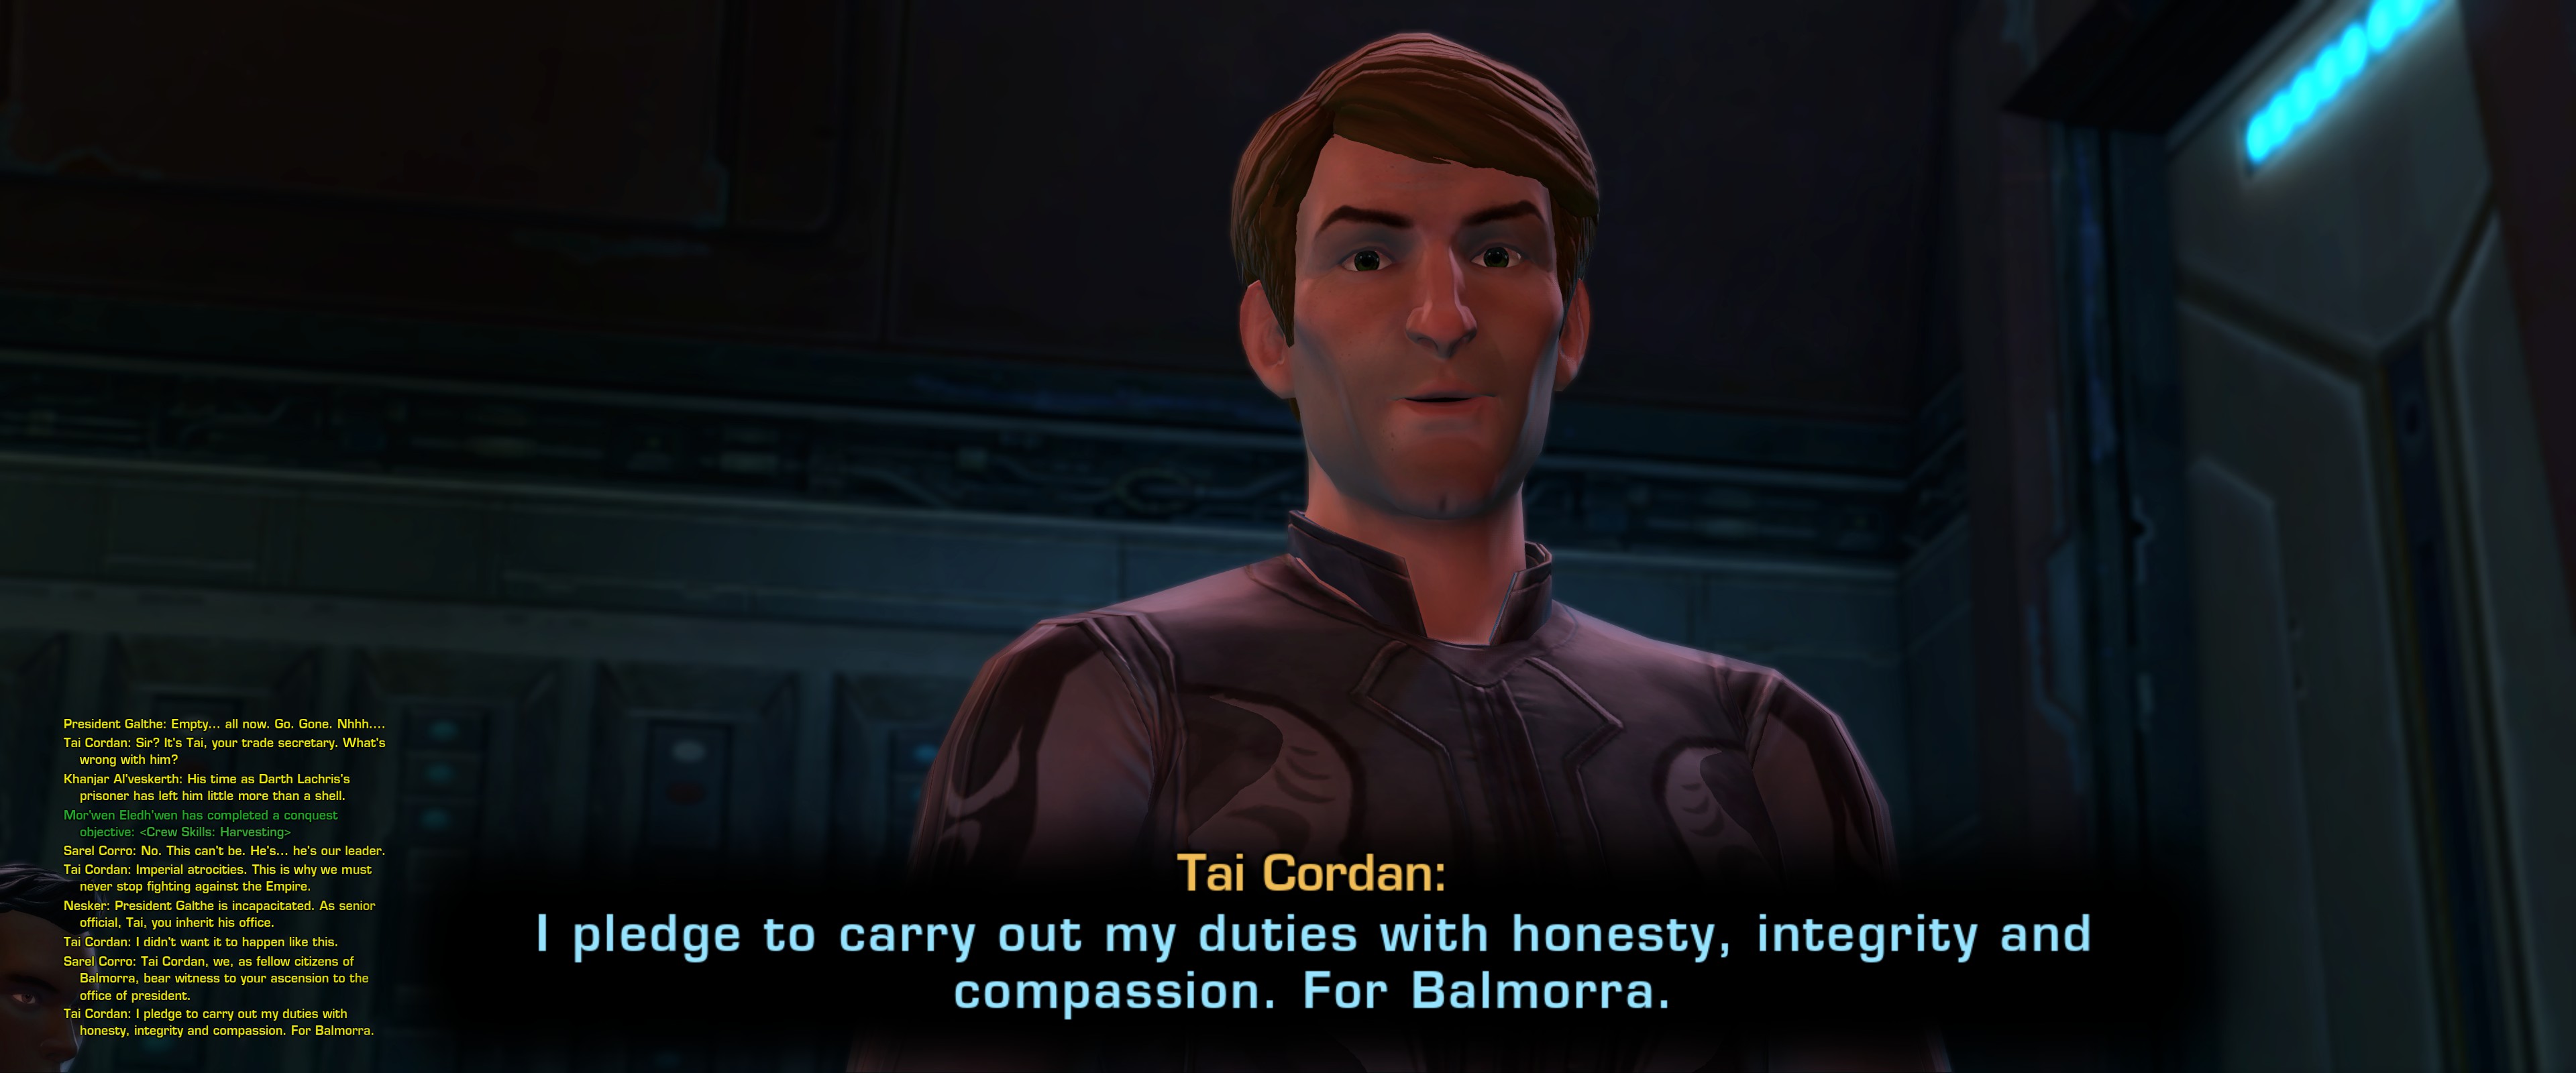 President Galthe: Empty... all now. Go. Gone. Nhhh....
Tai Cordan: Sir? It's Tai, your trade secretary. What's
wrong with him?
Khanjar Al'veskerth: His time as Darth Lachris's
prisoner has left him little more than a shell.
Mor'wen Eledh'wen has completed a conquest
objective: <Crew Skills: Harvesting>
Sarel Corro: No. This can't be. He's... he's our leader.
Tai Cordan: Imperial atrocities. This is why we must
never stop fighting against the Empire.
Nesker: President Galthe is incapacitated. As senior
official, Tai, you inherit his office.
Tai Cordan: I didn't want it to happen like this.
Sarel Corro: Tai Cordan, we, as fellow citizens of
Balmorra, bear witness to your ascension to the
office of president.
Tai Cordan: I pledge to carry out my duties with
honesty, integrity and compassion. For Balmorra.
Tai Cordan:
I pledge to carry out my duties with honesty, integrity and
compassion. For Balmorra.